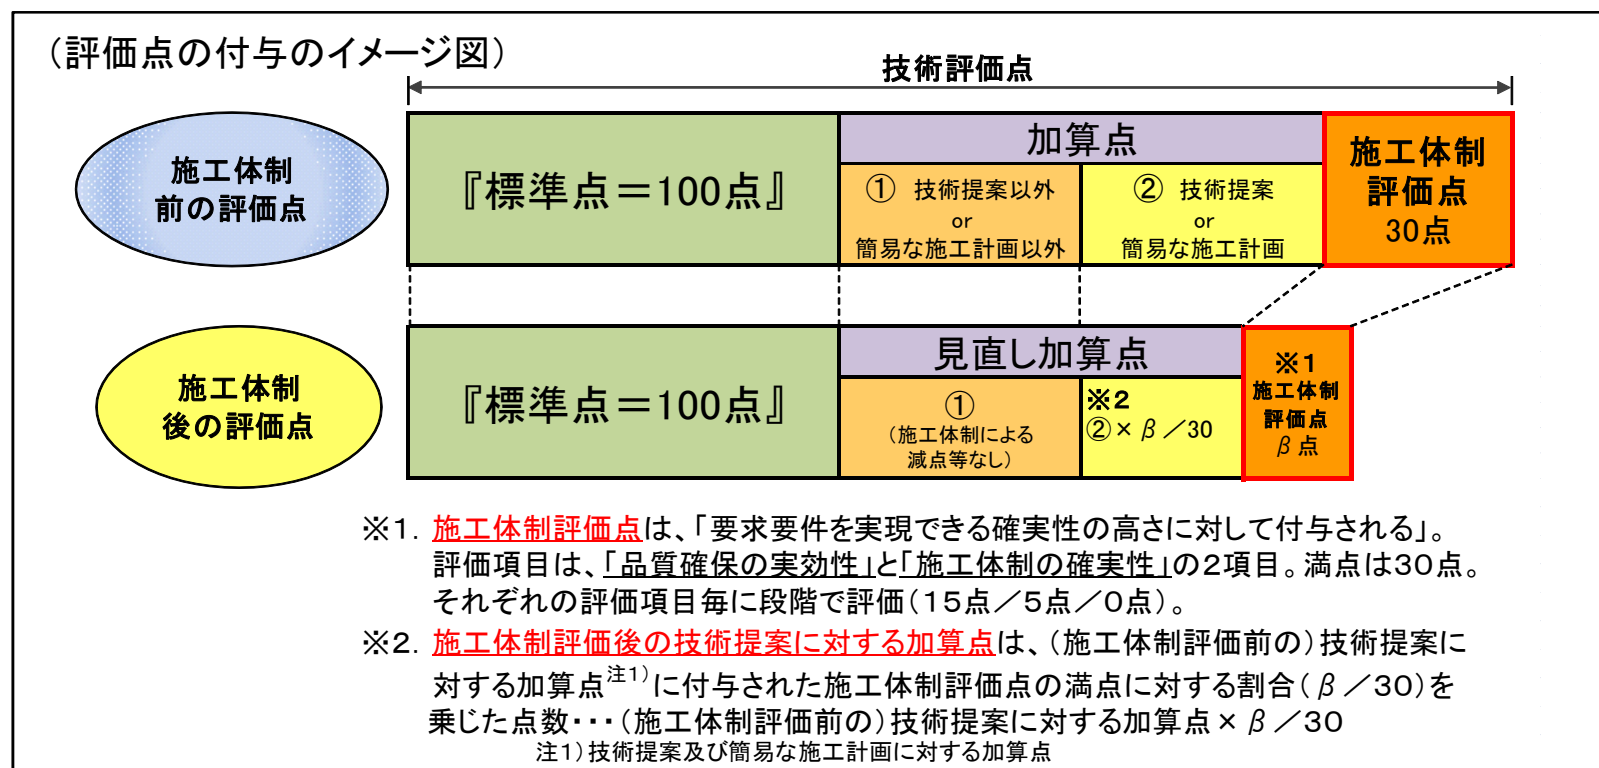 （評価点の付与のイメージ図）
技術評価点
施工体制
前の評価点
『標準点＝100点』
加算点
① 技術提案以外
or
簡易な施工計画以外
② 技術提案
or
簡易な施工計画
施工体制
評価点
30点
施工体制
後の評価点
『標準点＝100点』
見直し加算点
①
（施工体制による
減点等なし）
※2
②×β／30
※1
施工体制
評価点
β点
※1．施工体制評価点は、「要求要件を実現できる確実性の高さに対して付与される」。
評価項目は、「品質確保の実効性」と「施工体制の確実性」の2項目。満点は30点。
それぞれの評価項目毎に段階で評価（15点／5点／0点）。
※2．施工体制評価後の技術提案に対する加算点は、（施工体制評価前の）技術提案に
対する加算点注1）に付与された施工体制評価点の満点に対する割合（β／30）を
乗じた点数・・・（施工体制評価前の）技術提案に対する加算点×β／30
注1）技術提案及び簡易な施工計画に対する加算点